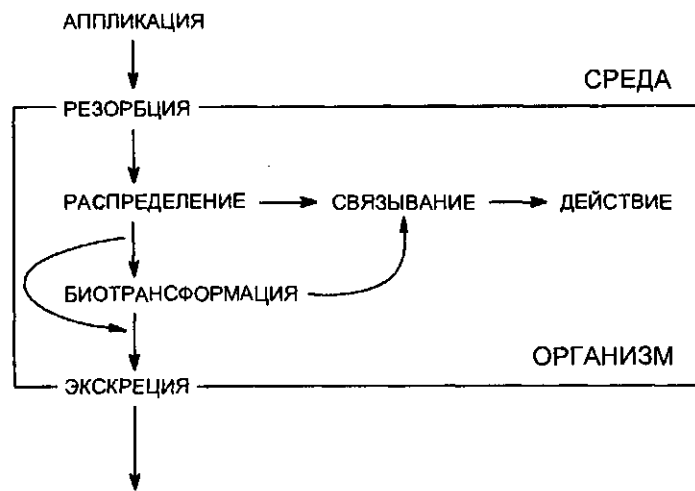 АППЛИКАЦИЯ
СРЕДА
РЕЗОРБЦИЯ
РАСПРЕДЕЛЕНИЕ СВЯЗЫВАНИЕ ДЕЙСТВИЕ
БИОТРАНСФОРМАЦИЯ
ОРГАНИЗМ
ЭКСКРЕЦИЯ